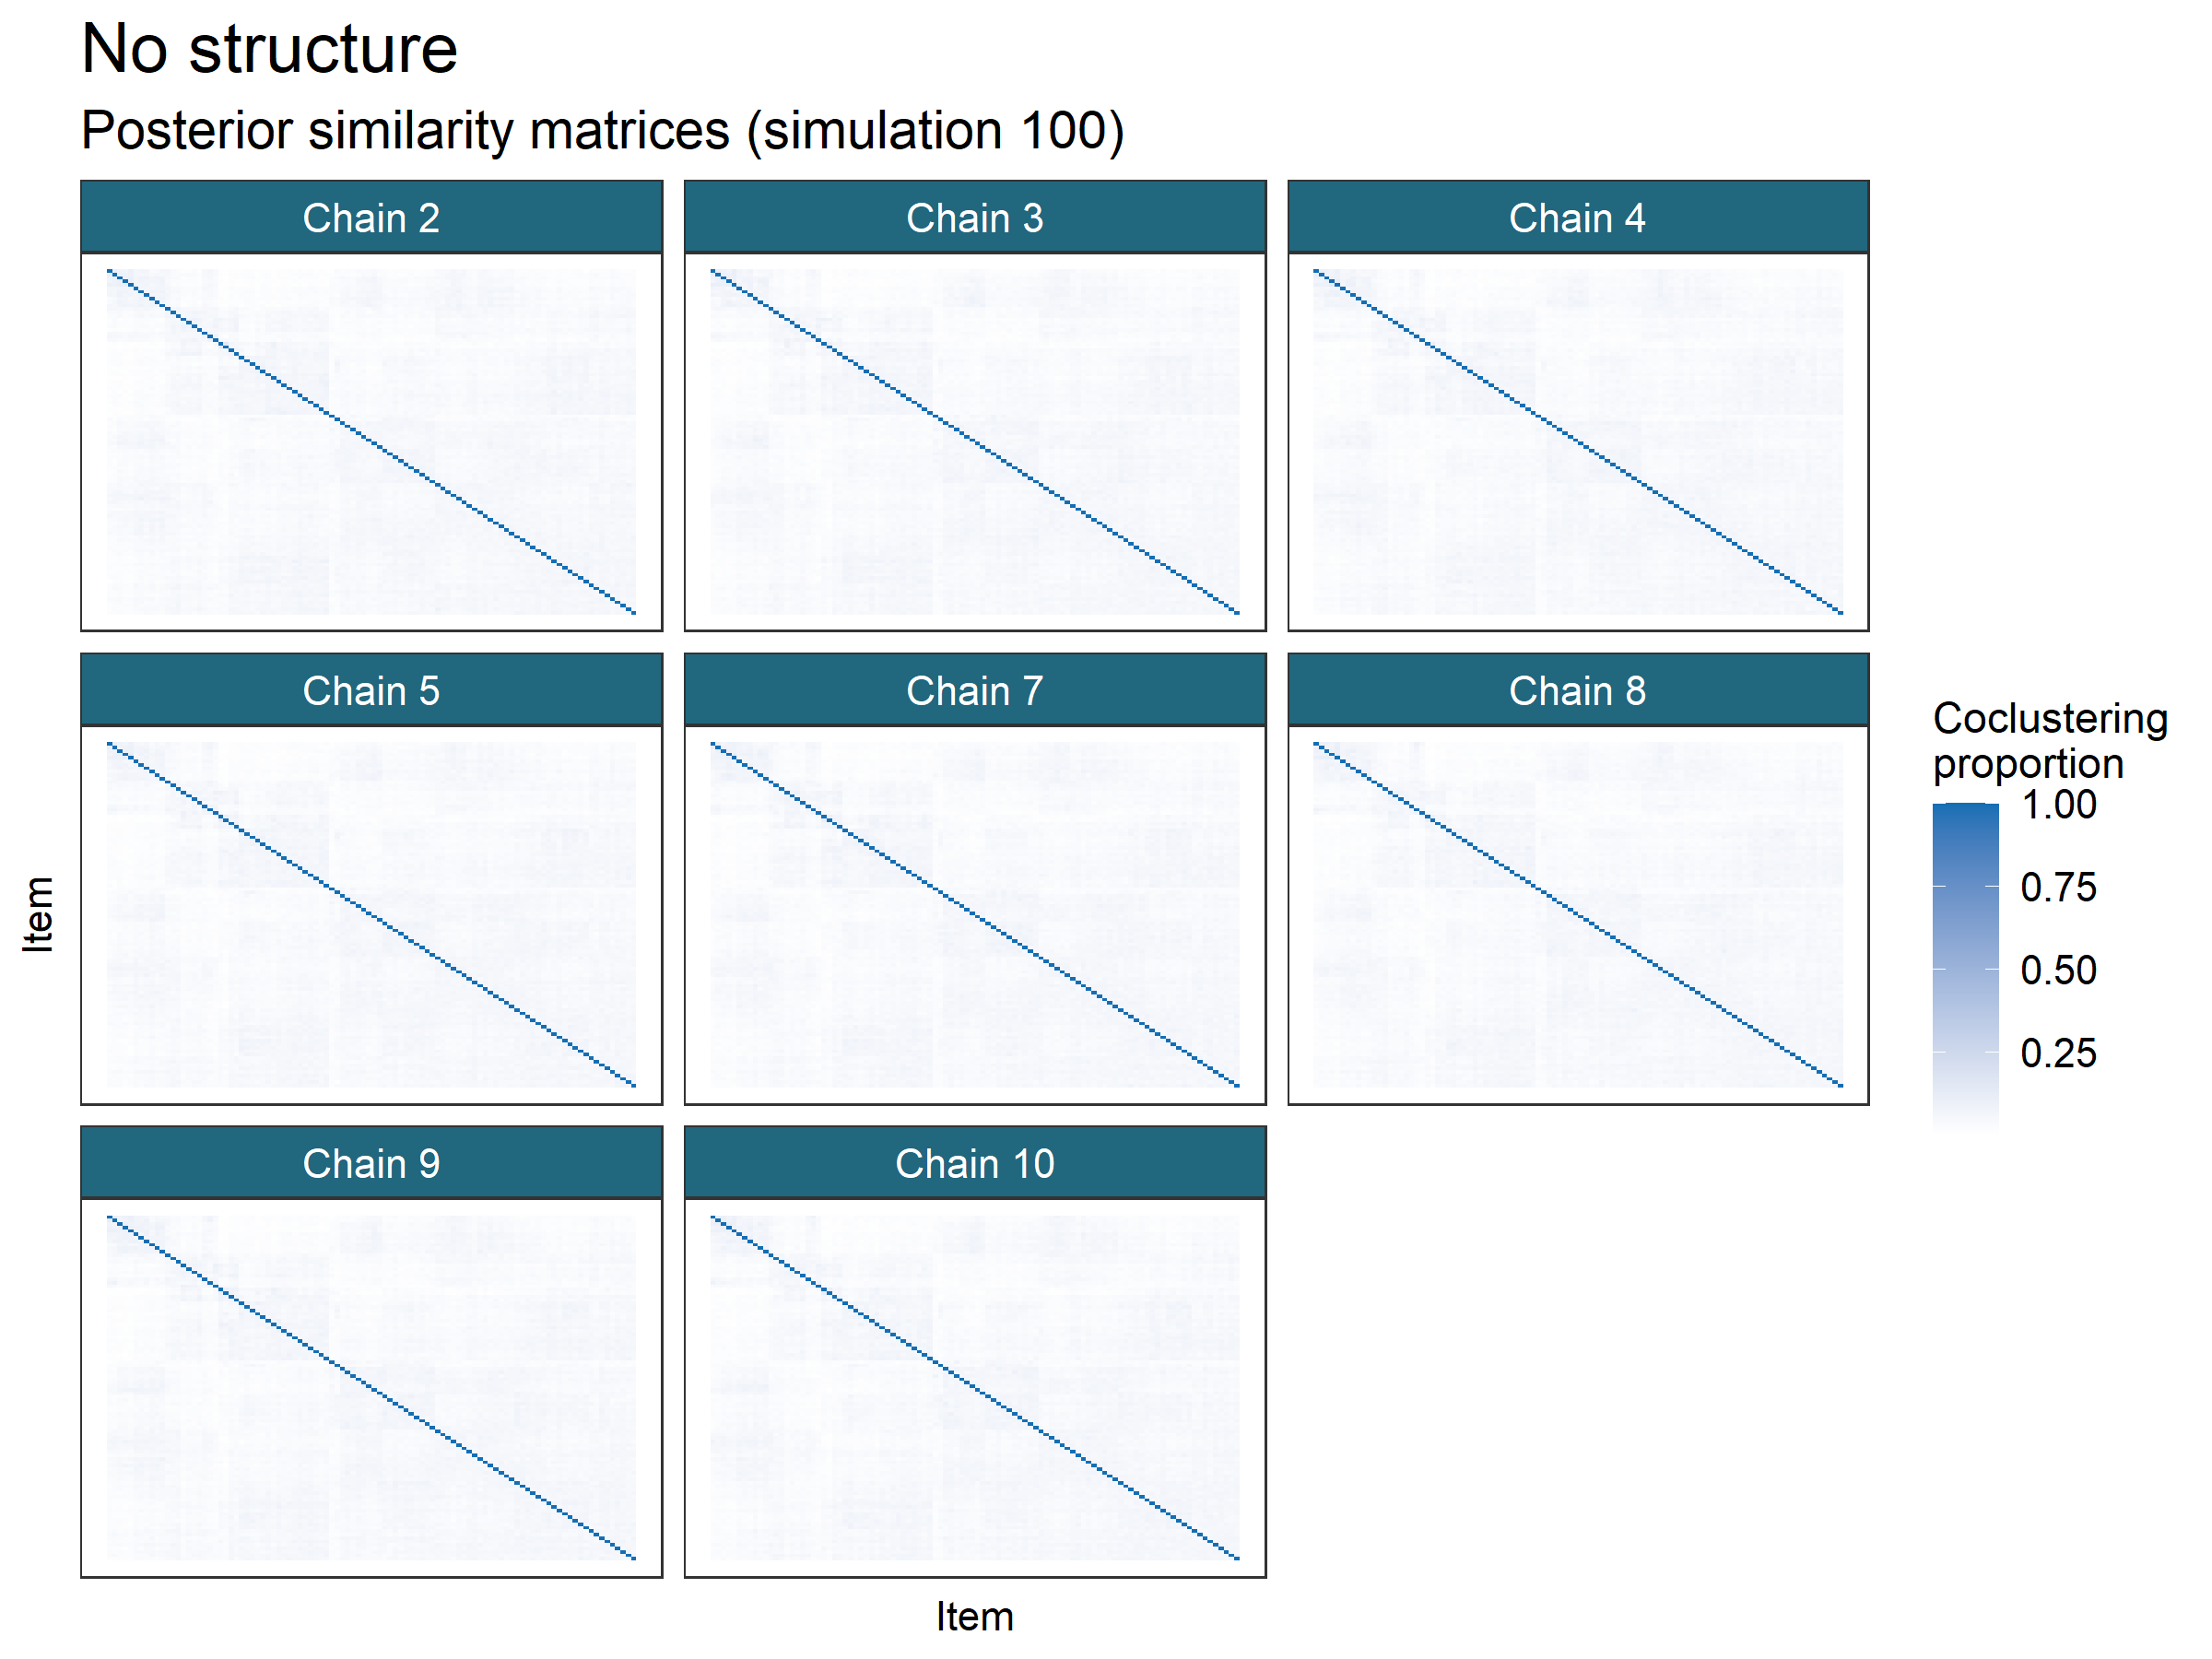 No structure
Posterior similarity matrices (simulation 100)
Chain 2
Chain 3
Chain 4
Chain 5
Chain 7
Chain 8
Chain 9
Chain 10
Item
Item
Coclustering
proportion
1.00
0.75
0.50
0.25